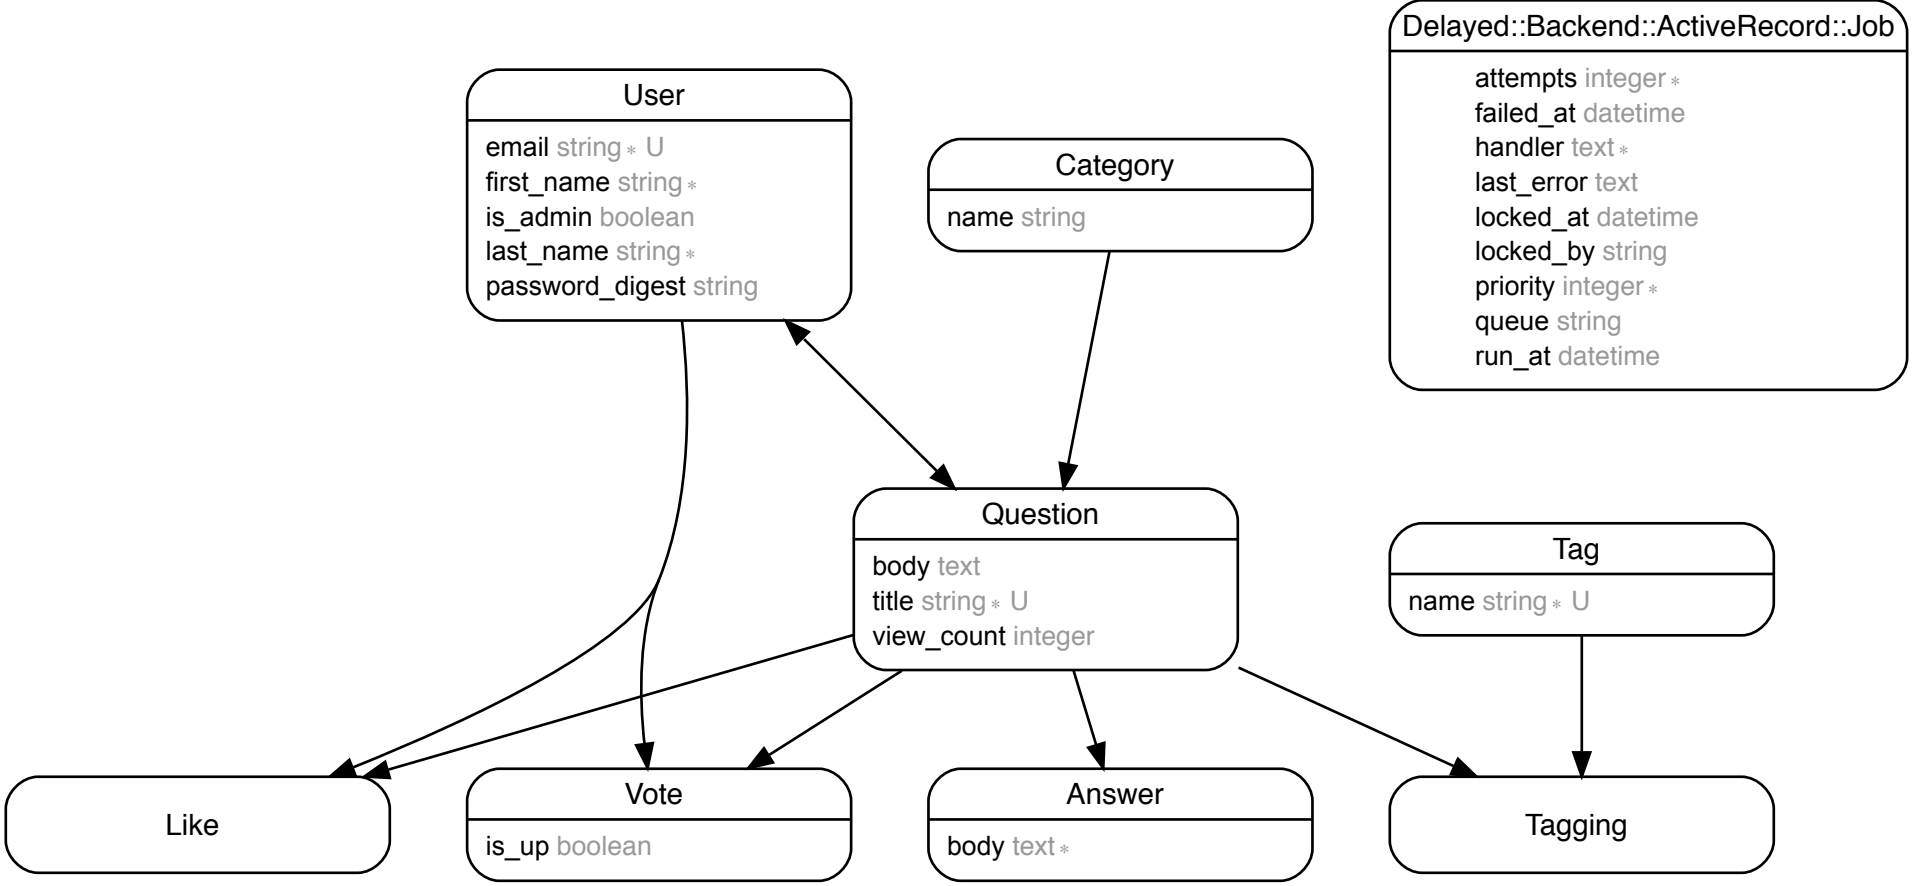 Delayed::Backend::ActiveRecord::Job
attempts integer *
failed_at datetime
handler text *
last_error text
locked_at datetime
locked_by string
priority integer *
queue string
run_at datetime
User
email string * U
first_name string *
is_admin boolean
last_name string *
password_digest string
Category
name string
Question
body text
title string * U
view_count integer
Tag
name string * U
Like
Vote
is_up boolean
Answer
body text *
Tagging